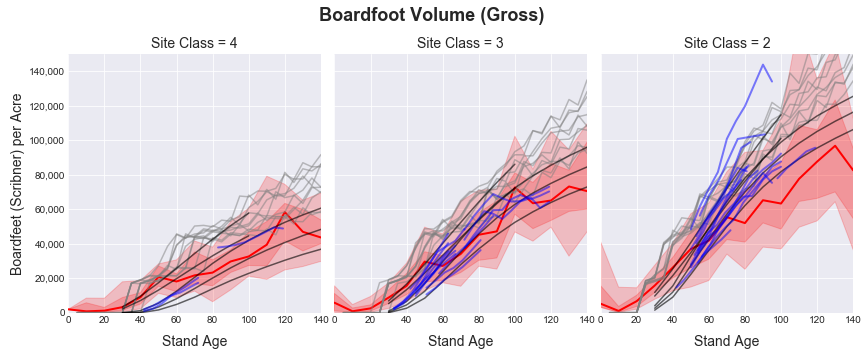 Boardfoot Volume (Gross)
Site Class = 4
Site Class = 3
Site Class = 2
Boardfeet (Scribner) per Acre
140,000
120,000
100,000
80,000
60,000
40,000
20,000
0
0 20 40 60 80 100 120 140
0 20 40 60 80 100 120 140
0 20 40 60 80 100 120 140
Stand Age
Stand Age
Stand Age